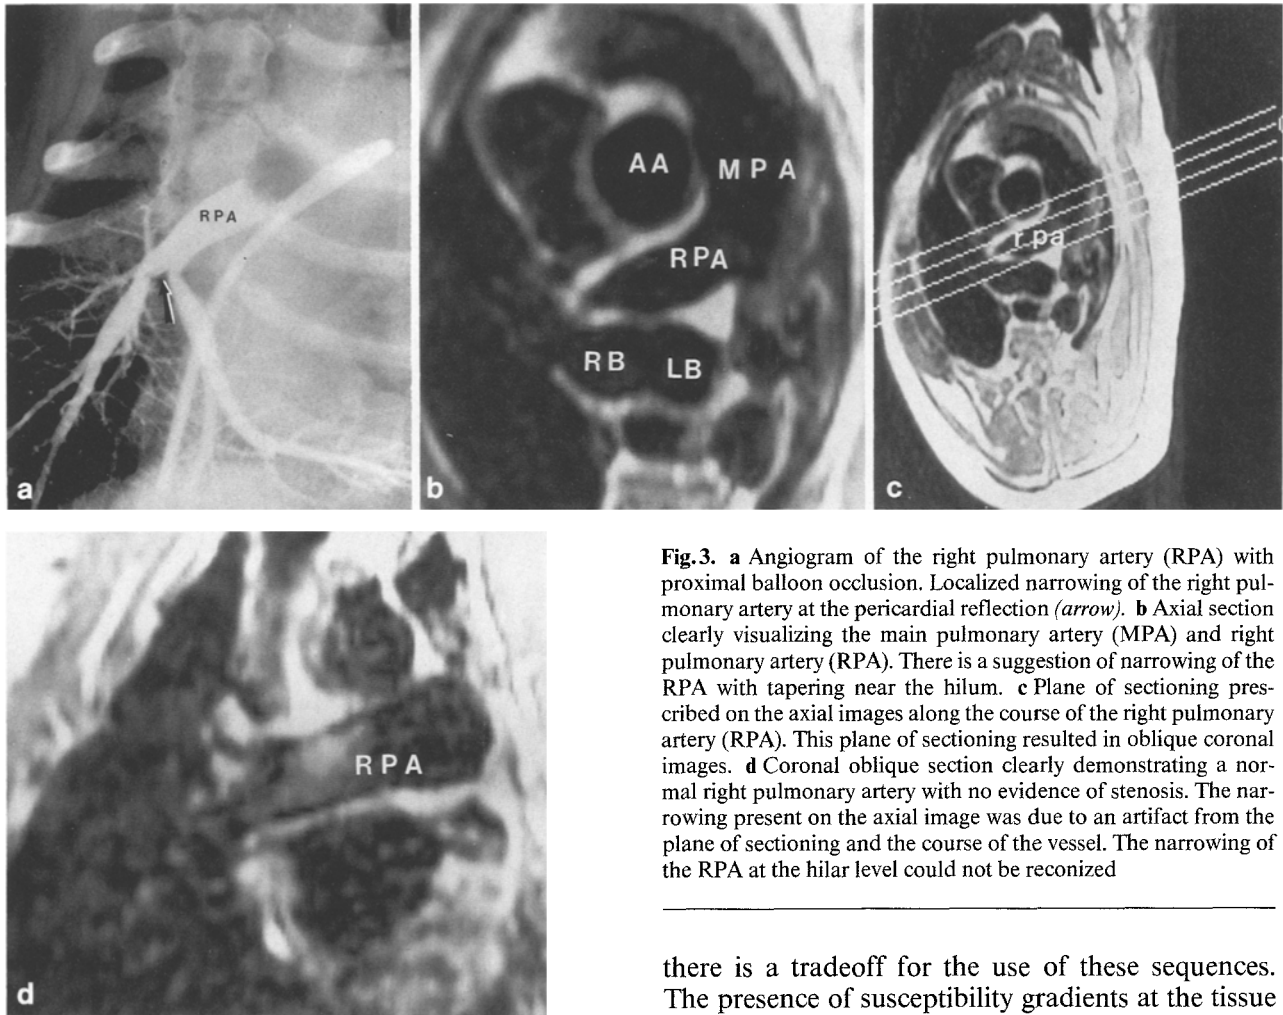 RPA
a
AA
MPA
RPA
RB
LB
b
rpa
c
RPA
d
Fig. 3. a Angiogram of the right pulmonary artery (RPA) with
proximal balloon occlusion. Localized narrowing of the right pul-
monary artery at the pericardial reflection (arrow). b Axial section
clearly visualizing the main pulmonary artery (MPA) and right
pulmonary artery (RPA). There is a suggestion of narrowing of the
RPA with tapering near the hilum. c Plane of sectioning pres-
cribed on the axial images along the course of the right pulmonary
artery (RPA). This plane of sectioning resulted in oblique coronal
images. d Coronal oblique section clearly demonstrating a nor-
mal right pulmonary artery with no evidence of stenosis. The nar-
rowing present on the axial image was due to an artifact from the
plane of sectioning and the course of the vessel. The narrowing of
the RPA at the hilar level could not be reconized
there is a tradeoff for the use of these sequences.
The presence of susceptibility gradients at the tissue